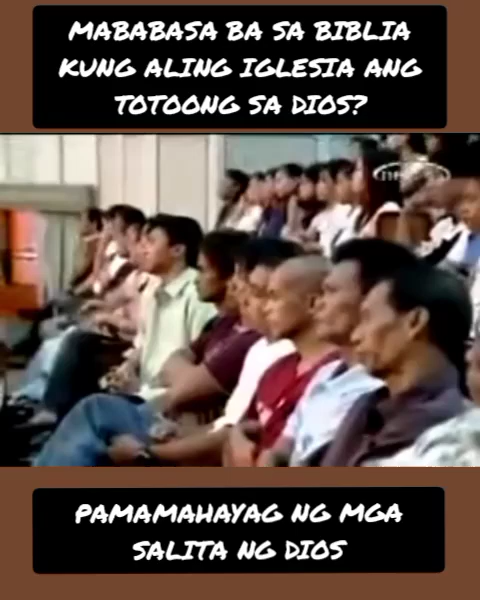 MABABASA BA SA BIBLIA
KUNG ALING IGLESIA ANG
TOTOONG SA DIOS?
PAMAMAHAYAG NG MGA
SALITA NG DIOS